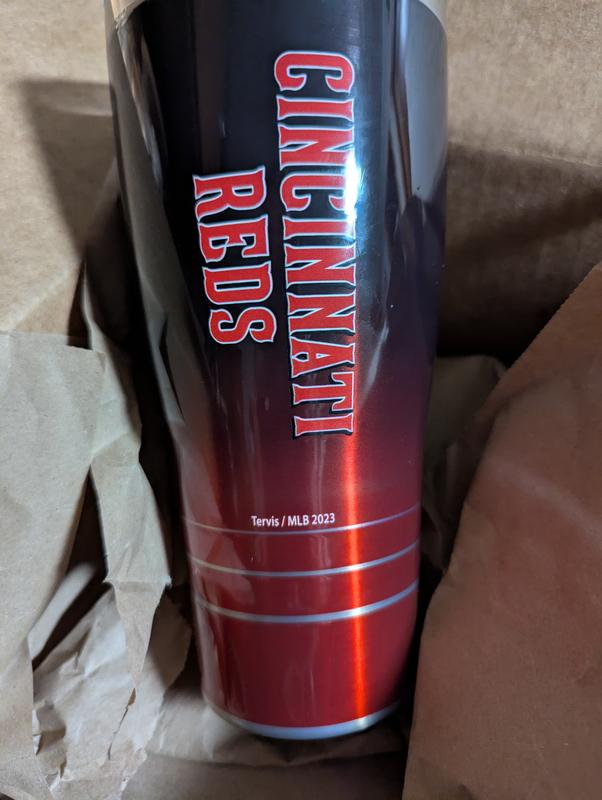 CINCINNATI
REDS
Tervis / MLB 2023